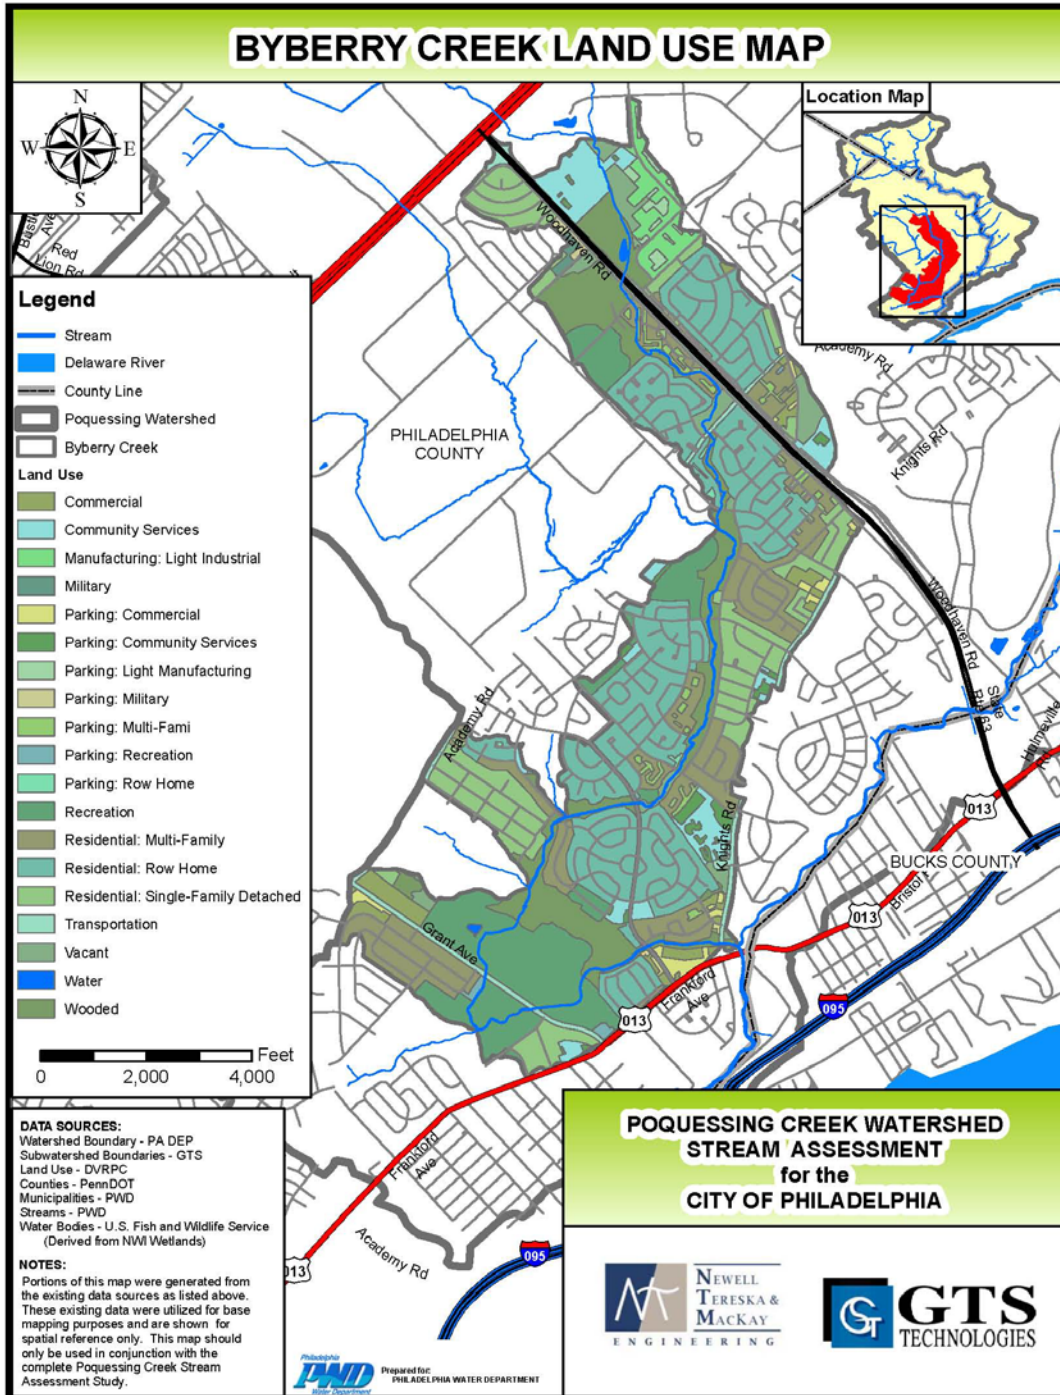 BYBERRY CREEK LAND USE MAP
N
W
E
S
Location Map
Ave
Red
Lion Rd
Woodhaven Rd
Academy Rd
Knights Rd
PHILADELPHIA
COUNTY
Woodhaven Rd
State
Rte 63
Hulmeville
Rd
Academy Rd
Knights Rd
013
BUCKS COUNTY
Bristol
013
Grant Ave
Frankford
Ave
013
095
Frankford
Ave
Academy Rd
013
095
Legend
Stream
Delaware River
County Line
Poquessing Watershed
Byberry Creek
Land Use
Commercial
Community Services
Manufacturing: Light Industrial
Military
Parking: Commercial
Parking: Community Services
Parking: Light Manufacturing
Parking: Military
Parking: Multi-Fami
Parking: Recreation
Parking: Row Home
Recreation
Residential: Multi-Family
Residential: Row Home
Residential: Single-Family Detached
Transportation
Vacant
Water
Wooded
Feet
0 2,000 4,000
DATA SOURCES:
Watershed Boundary - PA DEP
Subwatershed Boundaries - GTS
Land Use - DVRPC
Counties - PennDOT
Municipalities - PWD
Streams - PWD
Water Bodies - U.S. Fish and Wildlife Service
(Derived from NWI Wetlands)
NOTES:
Portions of this map were generated from
the existing data sources as listed above.
These existing data were utilized for base
mapping purposes and are shown for
spatial reference only. This map should
only be used in conjunction with the
complete Poquessing Creek Stream
Assessment Study.
Philadelphia
PWD
Water Department
Prepared for:
PHILADELPHIA WATER DEPARTMENT
POQUESSING CREEK WATERSHED
STREAM ASSESSMENT
for the
CITY OF PHILADELPHIA
NEWELL
TERESKA &
MACKAY
ENGINEERING
GTS
TECHNOLOGIES